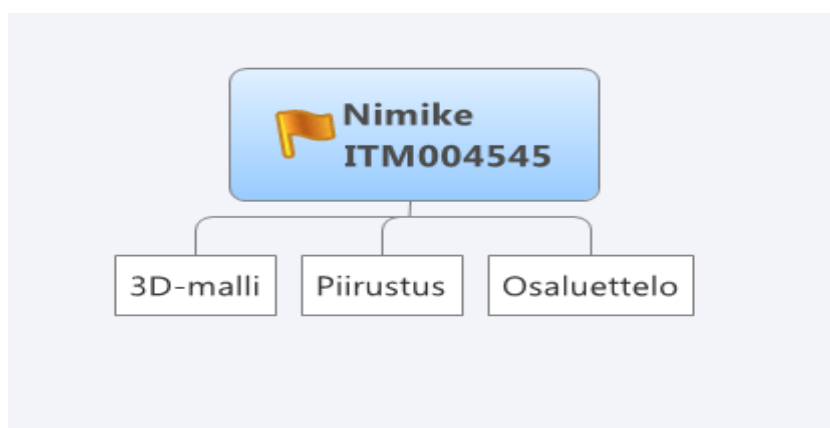 Nimike
ITM004545
3D-malli
Piirustus
Osaluettelo